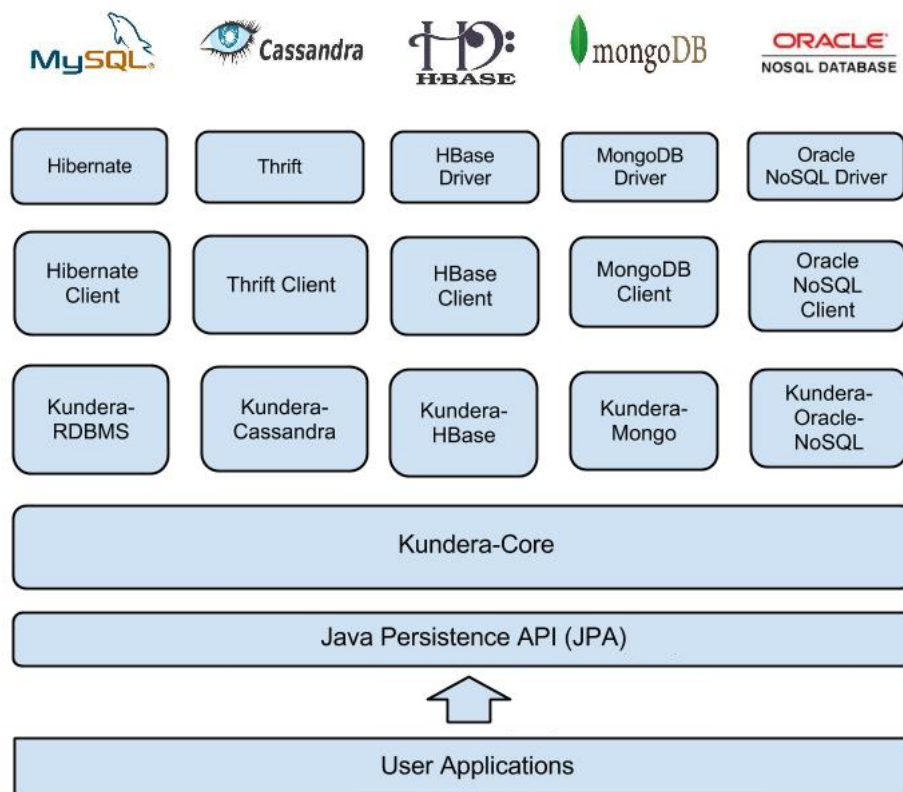 MySQL®
Cassandra
H·BASE
mongoDB
ORACLE®
NOSQL DATABASE
Hibernate
Thrift
HBase
Driver
MongoDB
Driver
Oracle
NoSQL Driver
Hibernate
Client
Thrift Client
HBase
Client
MongoDB
Client
Oracle
NoSQL
Client
Kundera-
RDBMS
Kundera-
Cassandra
Kundera-
HBase
Kundera-
Mongo
Kundera-
Oracle-
NoSQL
Kundera-Core
Java Persistence API (JPA)
User Applications